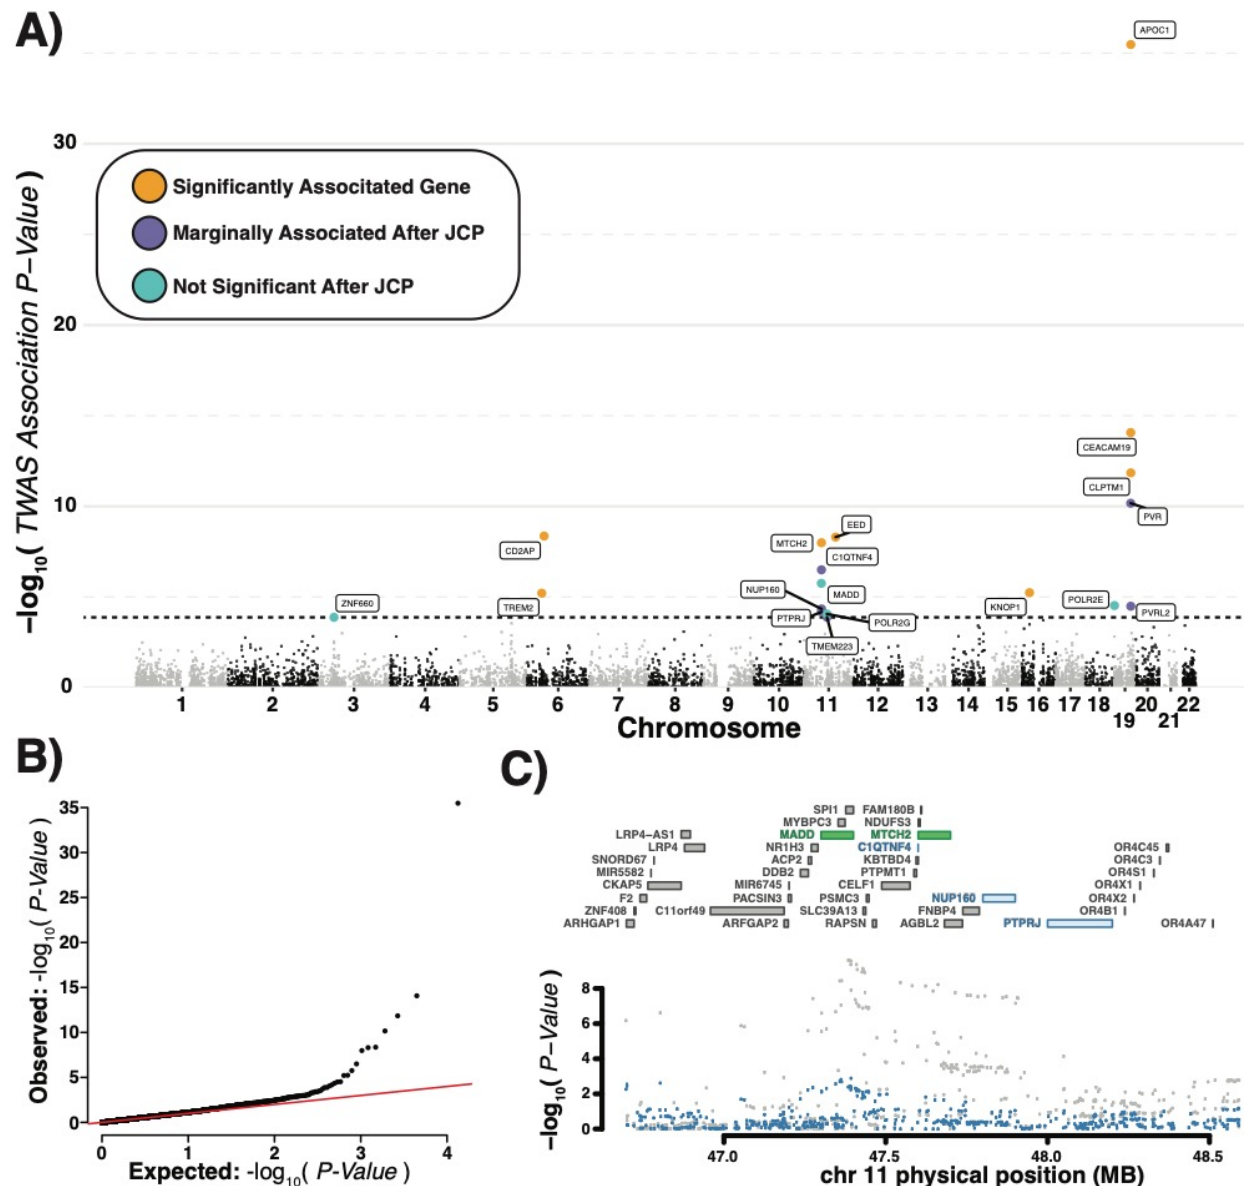 A)
APOC1
30
Significantly Associtated Gene
Marginally Associated After JCP
Not Significant After JCP
20
−log10( TWAS Association P−Value )
CEACAM19
CLPTM1
10
PVR
EED
MTCH2
CD2AP
C1QTNF4
NUP160
MADD
ZNF660
TREM2
KNOP1
POLR2E
PVRL2
PTPRJ
POLR2G
TMEM223
0
1 2 3 4 5 6 7 8 9 10 11 12 13 14 15 16 17 18 19 20 21 22
Chromosome
B)
35
30
25
20
15
10
5
0
Observed: -log10( P-Value )
0 1 2 3 4
Expected: -log10( P-Value )
C)
SPI1 FAM180B
MYBPC3 NDUFS3
LRP4−AS1 MADD MTCH2
LRP4 NR1H3 C1QTNF4 OR4C45
SNORD67 ACP2 KBTBD4 OR4C3
MIR5582 DDB2 PTPMT1 OR4S1
CKAP5 MIR6745 CELF1 OR4X1
F2 PACSIN3 PSMC3 NUP160 OR4X2
ZNF408 C11orf49 SLC39A13 FNBP4 OR4B1
ARHGAP1 ARFGAP2 RAPSN AGBL2 PTPRJ OR4A47
8
6
4
2
0
−log10( P−Value )
47.0 47.5 48.0 48.5
chr 11 physical position (MB)